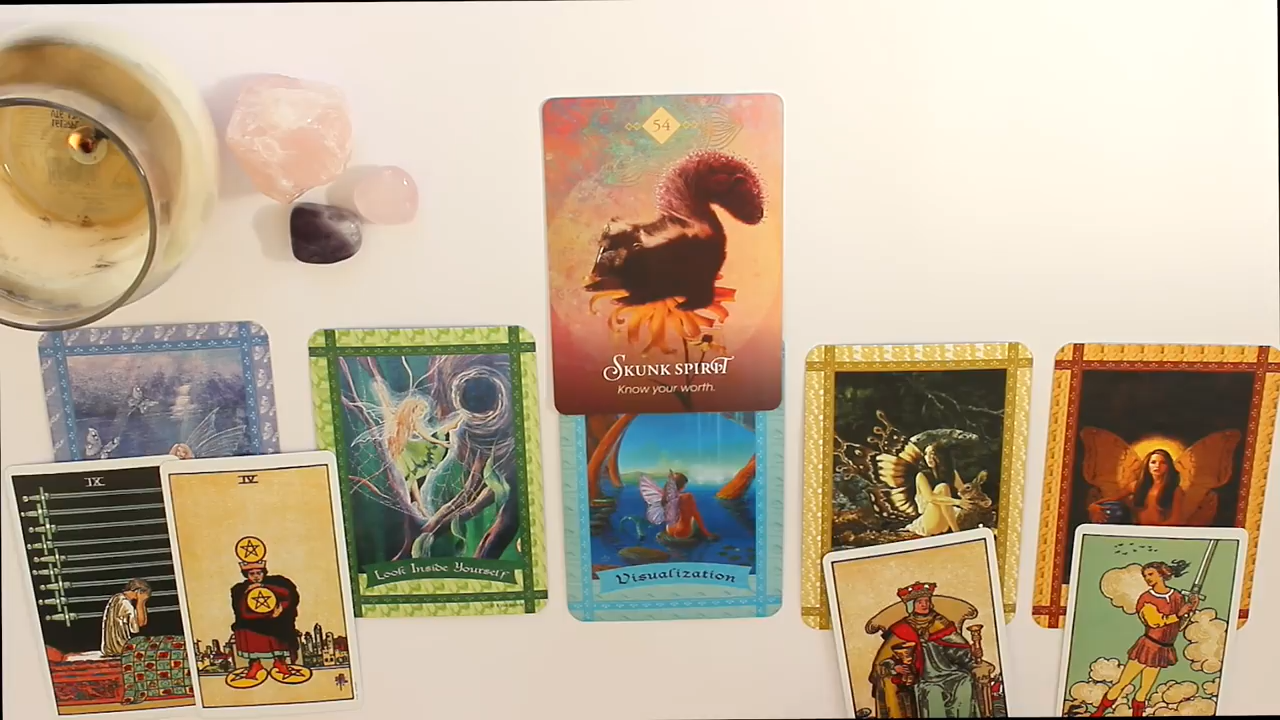 54
SKUNK SPIRIT
Know your worth.
Look Inside Yourself
Visualization
IX
IV